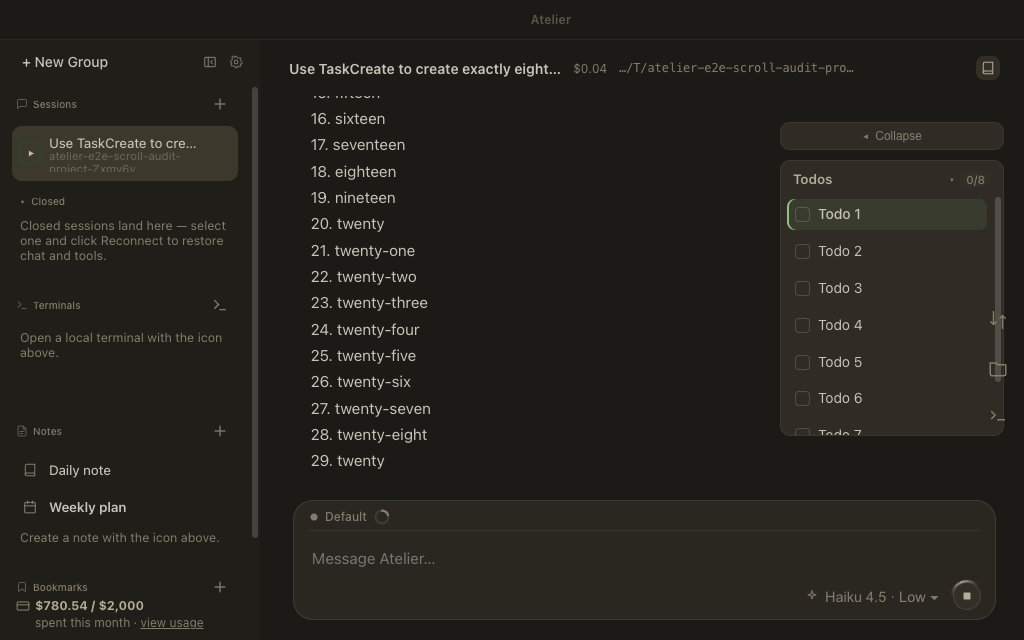 Atelier
+ New Group
Sessions
Use TaskCreate to cre...
atelier-e2e-scroll-audit-
project-Zxmy6y
Closed
Closed sessions land here — select
one and click Reconnect to restore
chat and tools.
Terminals
Open a local terminal with the icon
above.
Notes
Daily note
Weekly plan
Create a note with the icon above.
Bookmarks
$780.54 / $2,000
spent this month · view usage
Use TaskCreate to create exactly eight... $0.04 …/T/atelier-e2e-scroll-audit-pro…
15. fifteen
16. sixteen
17. seventeen
18. eighteen
19. nineteen
20. twenty
21. twenty-one
22. twenty-two
23. twenty-three
24. twenty-four
25. twenty-five
26. twenty-six
27. twenty-seven
28. twenty-eight
29. twenty
Collapse
Todos 0/8
Todo 1
Todo 2
Todo 3
Todo 4
Todo 5
Todo 6
Todo 7
Default
Message Atelier...
Haiku 4.5 · Low